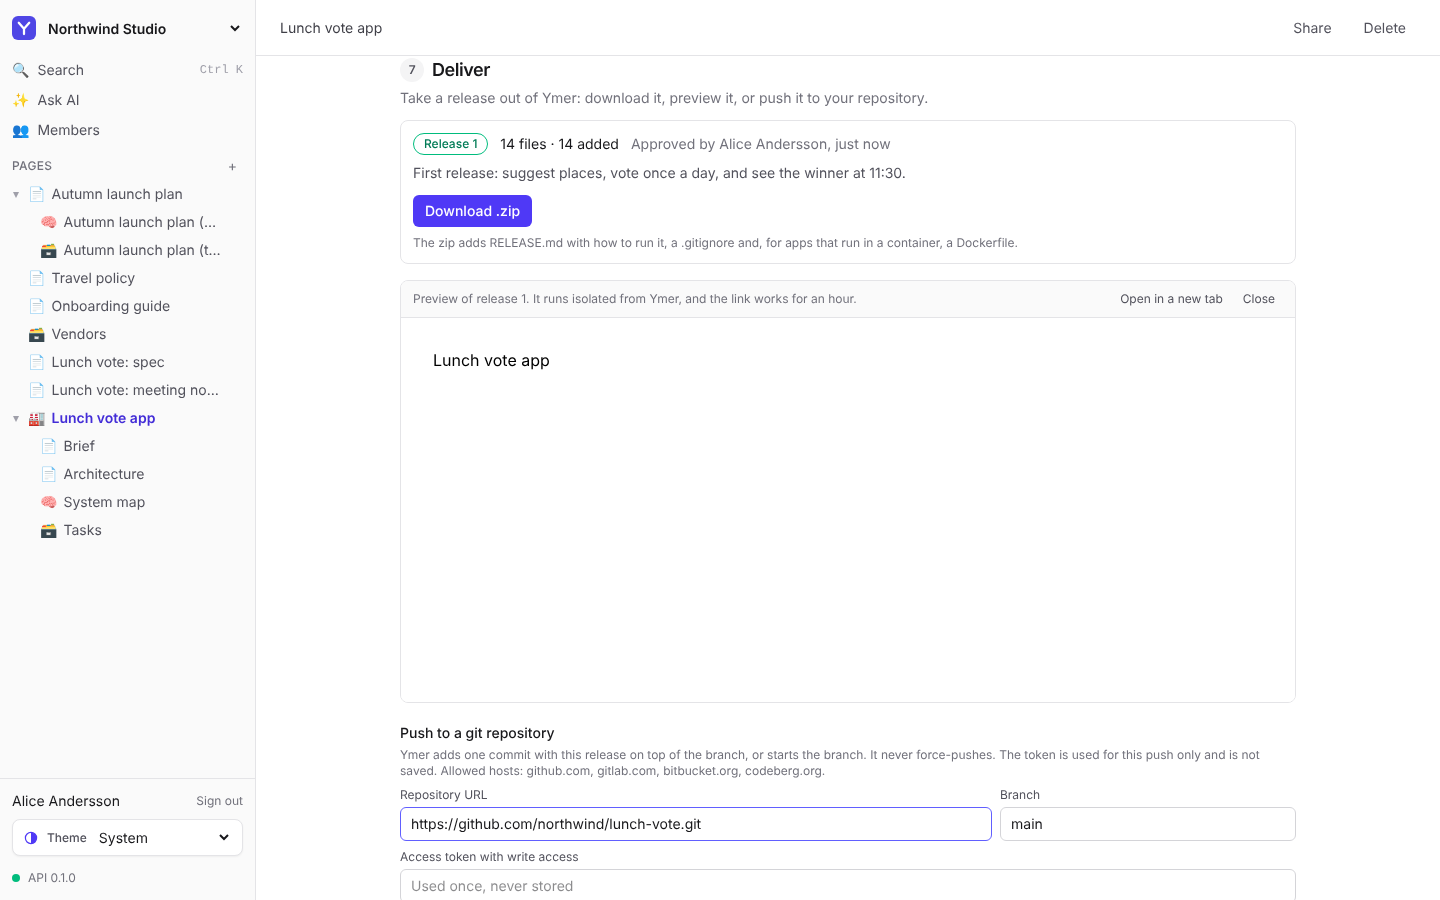 Northwind Studio
Search Ctrl K
Ask AI
Members
PAGES +
Autumn launch plan
Autumn launch plan (...
Autumn launch plan (t...
Travel policy
Onboarding guide
Vendors
Lunch vote: spec
Lunch vote: meeting no...
Lunch vote app
Brief
Architecture
System map
Tasks
Alice Andersson Sign out
Theme System
API 0.1.0
Lunch vote app Share Delete
7 Deliver
Take a release out of Ymer: download it, preview it, or push it to your repository.
Release 1 14 files · 14 added Approved by Alice Andersson, just now
First release: suggest places, vote once a day, and see the winner at 11:30.
Download .zip
The zip adds RELEASE.md with how to run it, a .gitignore and, for apps that run in a container, a Dockerfile.
Preview of release 1. It runs isolated from Ymer, and the link works for an hour. Open in a new tab Close
Lunch vote app
Push to a git repository
Ymer adds one commit with this release on top of the branch, or starts the branch. It never force-pushes. The token is used for this push only and is not
saved. Allowed hosts: github.com, gitlab.com, bitbucket.org, codeberg.org.
Repository URL Branch
https://github.com/northwind/lunch-vote.git main
Access token with write access
Used once, never stored